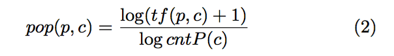 pop(p, c) = log(tf(p, c) + 1) / log cntP(c) (2)